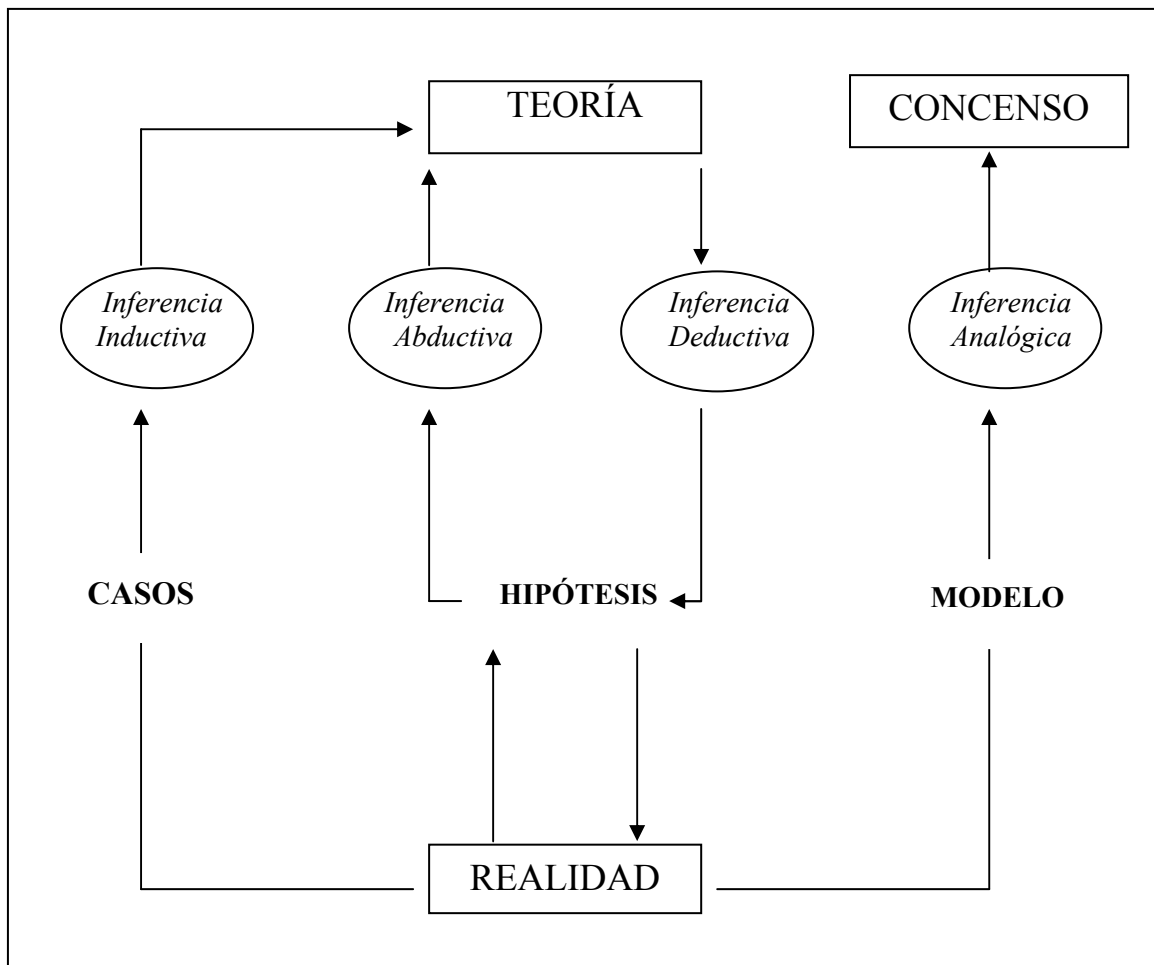 TEORÍA
CONCENSO
Inferencia
Inductiva
Inferencia
Abductiva
Inferencia
Deductiva
Inferencia
Analógica
CASOS
HIPÓTESIS
MODELO
REALIDAD